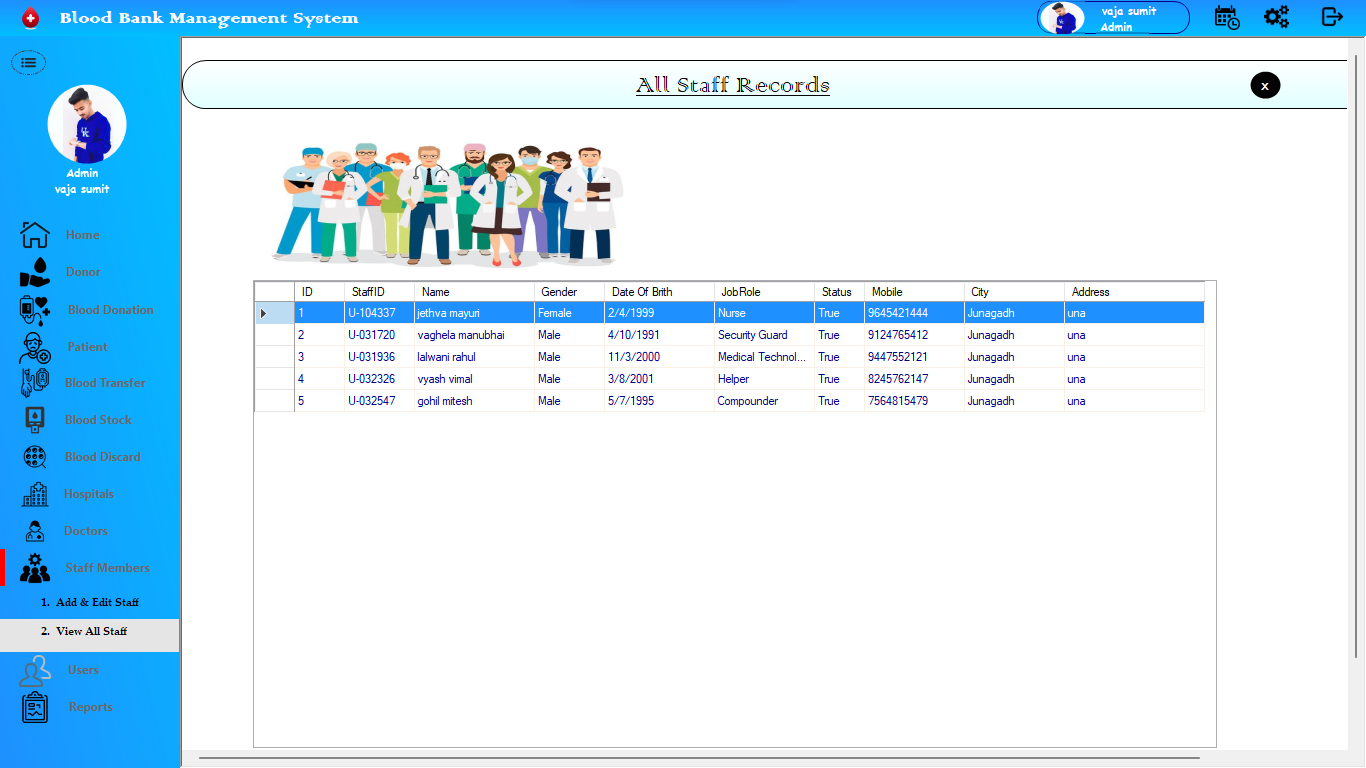 Blood Bank Management System
vaja sumit
Admin
Admin
vaja sumit
Home
Donor
Blood Donation
Patient
Blood Transfer
Blood Stock
Blood Discard
Hospitals
Doctors
Staff Members
1. Add & Edit Staff
2. View All Staff
Users
Reports
All Staff Records
x
ID StaffID Name Gender Date Of Brith JobRole Status Mobile City Address
1 U-104337 jethva mayuri Female 2/4/1999 Nurse True 9645421444 Junagadh una
2 U-031720 vaghela manubhai Male 4/10/1991 Security Guard True 9124765412 Junagadh una
3 U-031936 lalwani rahul Male 11/3/2000 Medical Technol... True 9447552121 Junagadh una
4 U-032326 vyash vimal Male 3/8/2001 Helper True 8245762147 Junagadh una
5 U-032547 gohil mitesh Male 5/7/1995 Compounder True 7564815479 Junagadh una